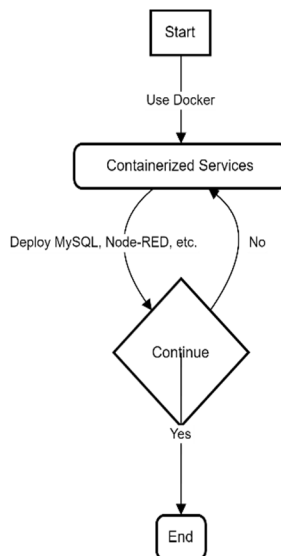 Start
Use Docker
Containerized Services
Deploy MySQL, Node-RED, etc.
No
Continue
Yes
End